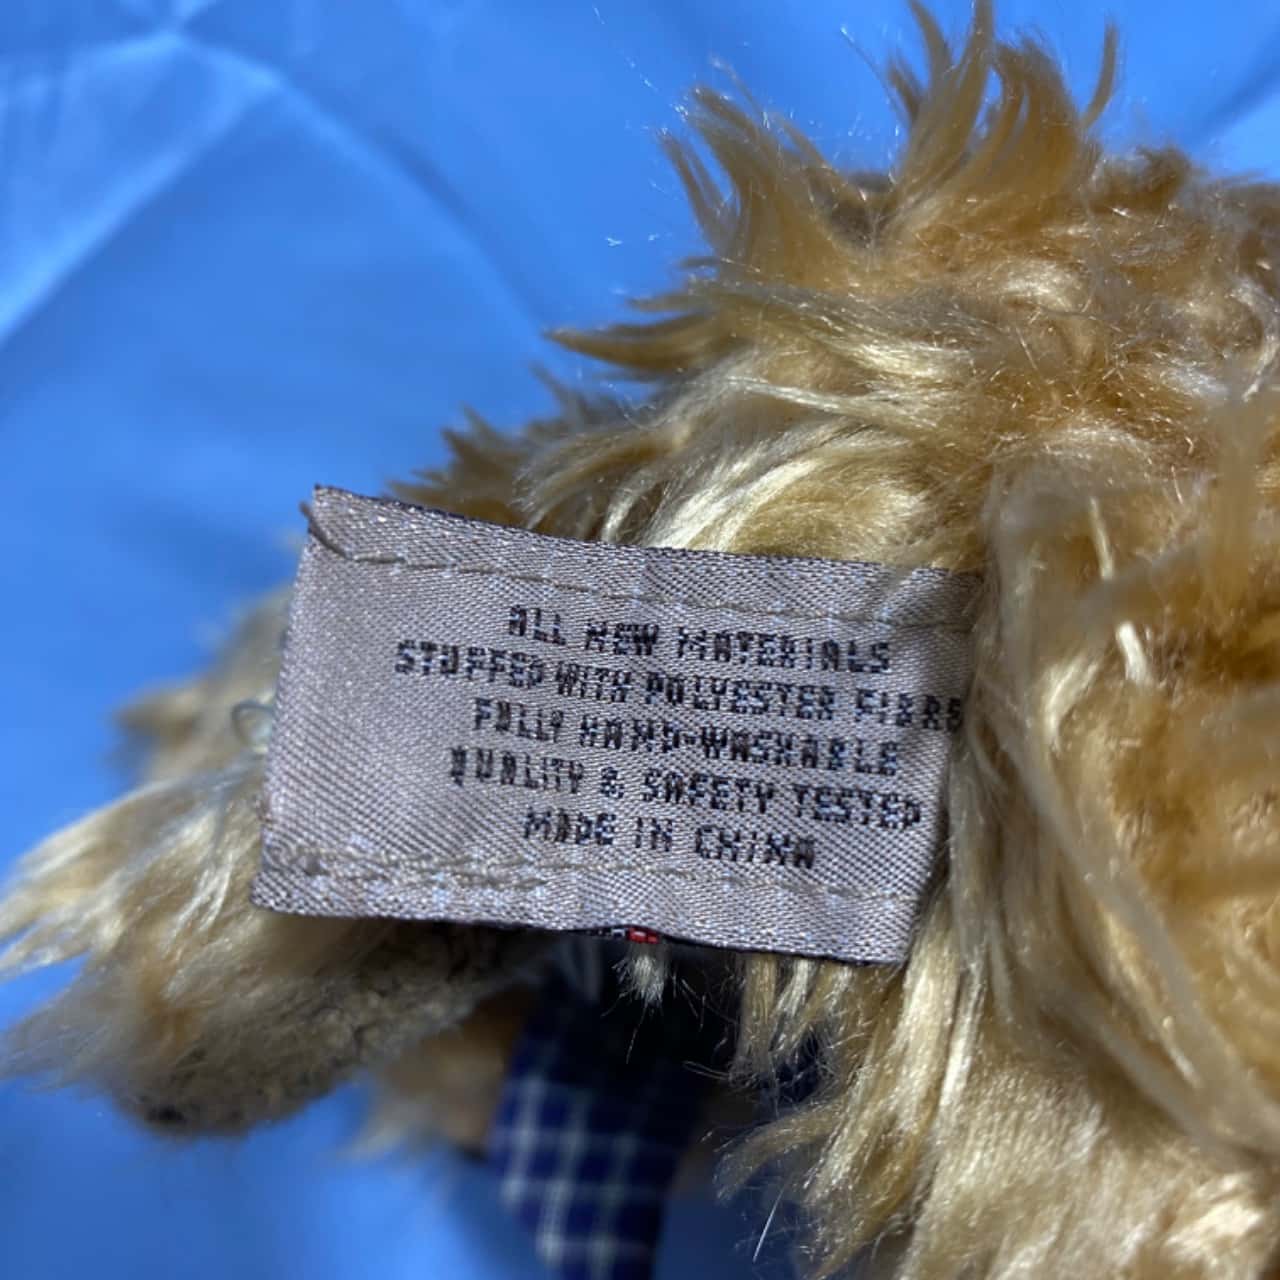 ALL NEW MATERIALS
STUFFED WITH POLYESTER FIBRE
FULLY HAND-WASHABLE
QUALITY & SAFETY TESTED
MADE IN CHINA